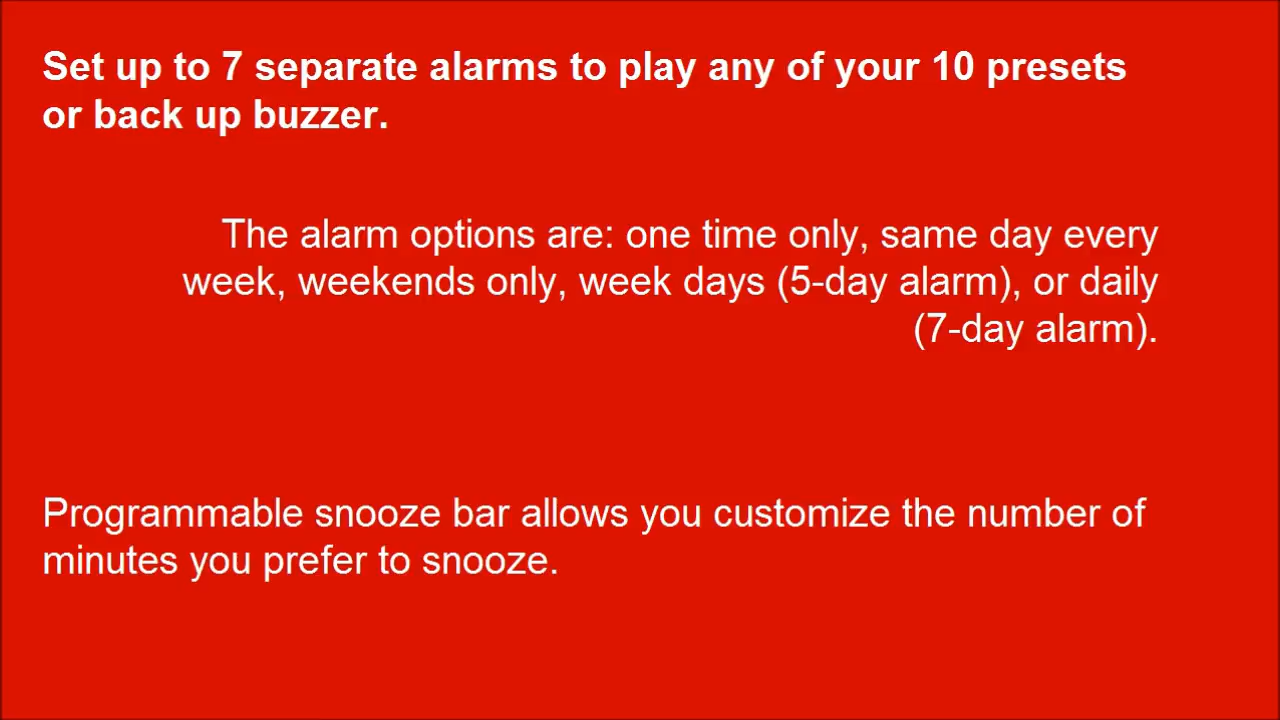 Set up to 7 separate alarms to play any of your 10 presets
or back up buzzer.
The alarm options are: one time only, same day every
week, weekends only, week days (5-day alarm), or daily
(7-day alarm).
Programmable snooze bar allows you customize the number of
minutes you prefer to snooze.